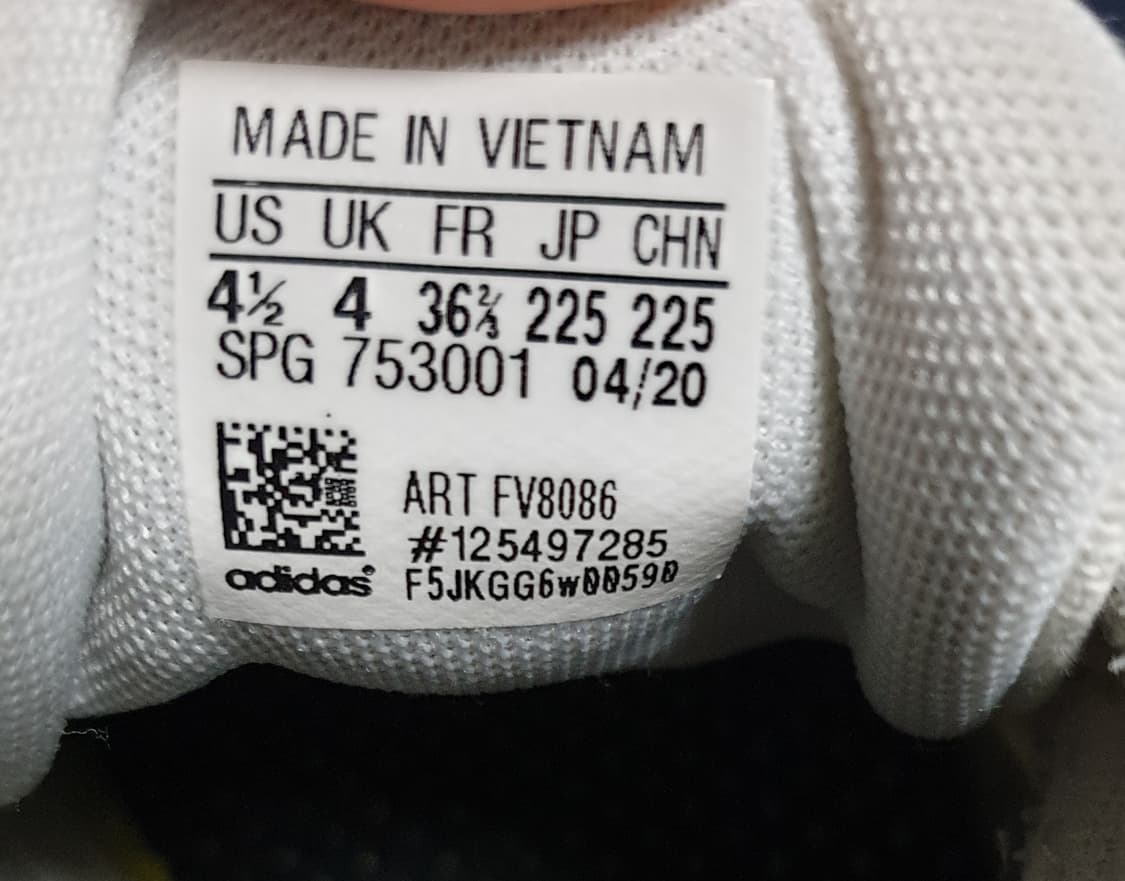 MADE IN VIETNAM
US UK FR JP CHN
4½ 4 36⅔ 225 225
SPG 753001 04/20
ART FV8086
#125497285
adidas® F5JKGG6w00590